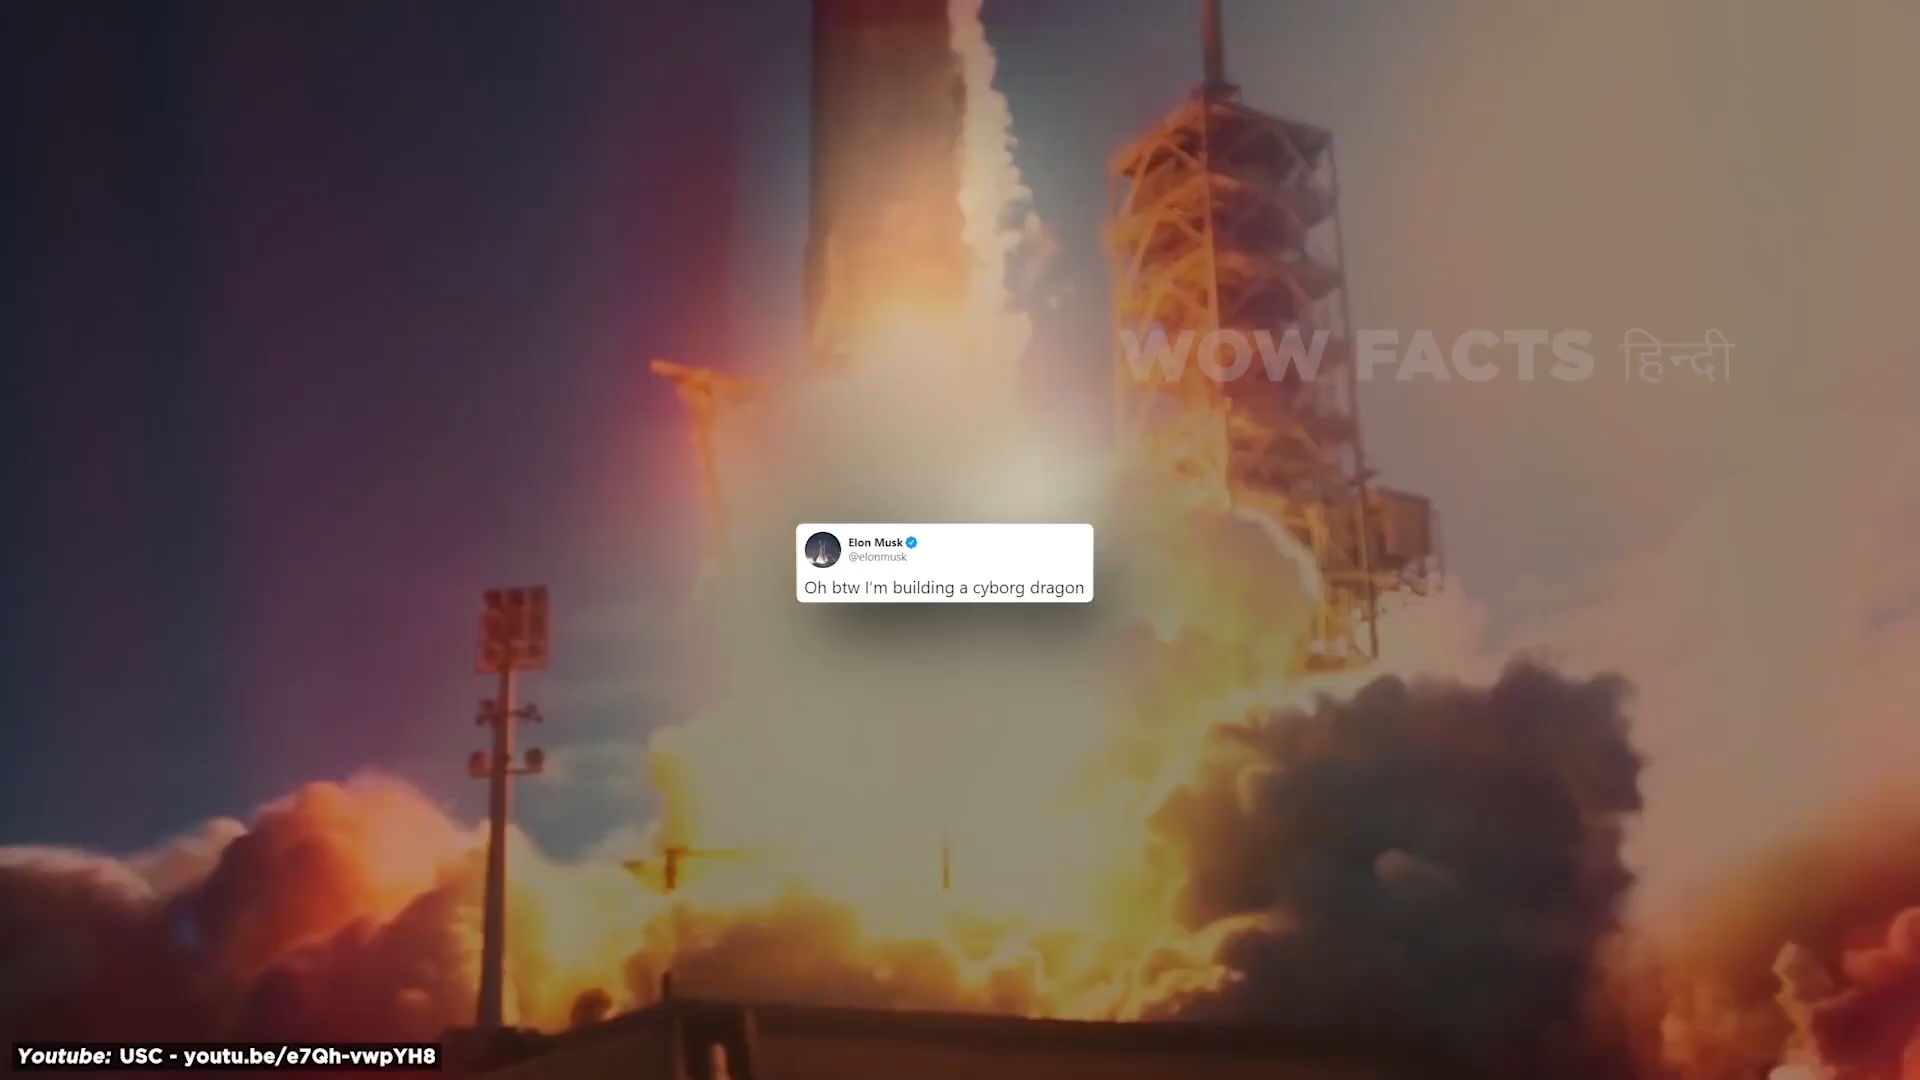 WOW FACTS हिन्दी
Elon Musk
@elonmusk
Oh btw I'm building a cyborg dragon
Youtube: USC - youtu.be/e7Qh-vwpYH8